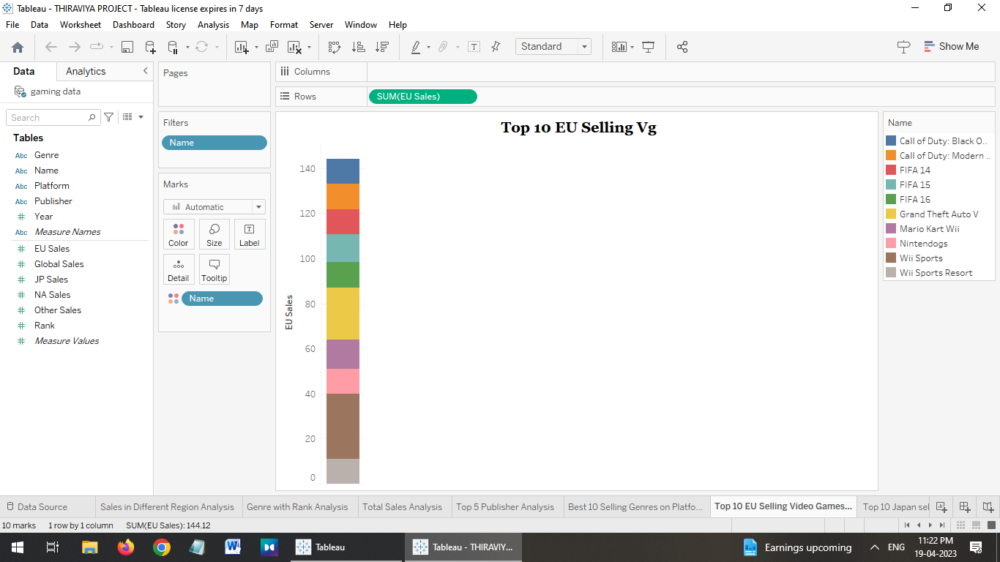 Tableau - THIRAVIYA PROJECT - Tableau license expires in 7 days
File Data Worksheet Dashboard Story Analysis Map Format Server Window Help
Standard
Show Me
Data Analytics
gaming data
Search
Tables
Abc Genre
Abc Name
Abc Platform
Abc Publisher
# Year
Abc Measure Names
# EU Sales
# Global Sales
# JP Sales
# NA Sales
# Other Sales
# Rank
# Measure Values
Pages
Filters
Name
Marks
Automatic
Color Size Label
Detail Tooltip
Name
Columns
Rows SUM(EU Sales)
Top 10 EU Selling Vg
140
120
100
80
60
40
20
0
EU Sales
Name
Call of Duty: Black O..
Call of Duty: Modern ..
FIFA 14
FIFA 15
FIFA 16
Grand Theft Auto V
Mario Kart Wii
Nintendogs
Wii Sports
Wii Sports Resort
Data Source Sales in Different Region Analysis Genre with Rank Analysis Total Sales Analysis Top 5 Publisher Analysis Best 10 Selling Genres on Platfo... Top 10 EU Selling Video Games... Top 10 Japan sel
10 marks 1 row by 1 column SUM(EU Sales): 144.12
Tableau Tableau - THIRAVIY... Earnings upcoming ENG 11:22 PM
19-04-2023